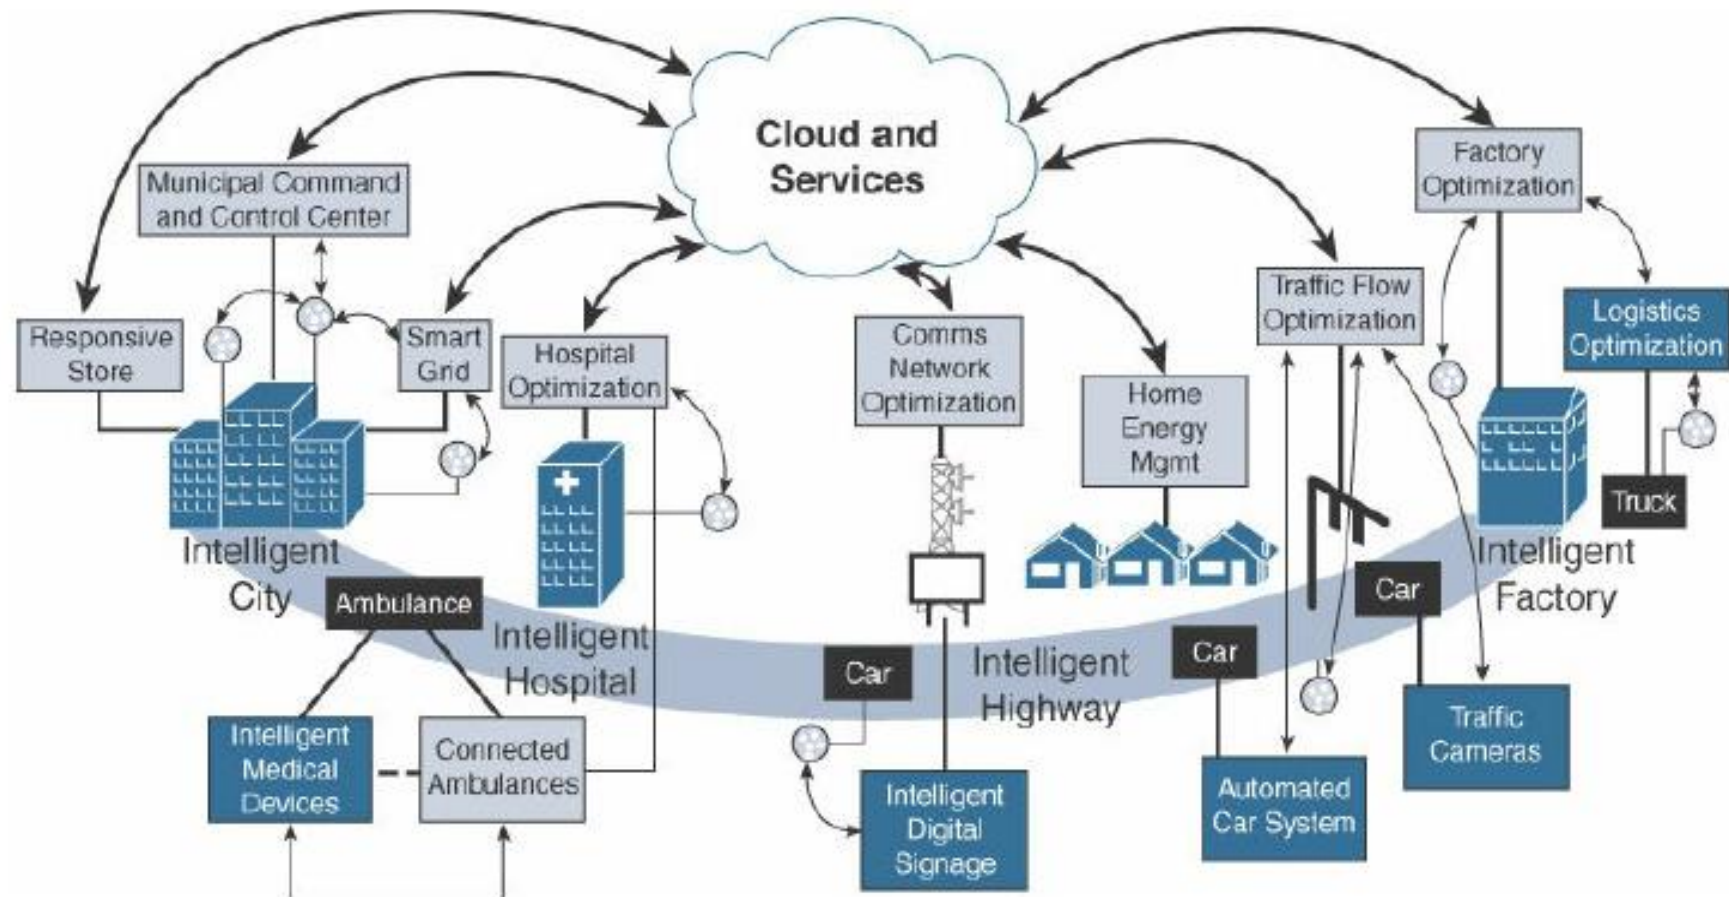 Cloud and
Services
Municipal Command
and Control Center
Responsive
Store
Smart
Grid
Hospital
Optimization
Comms
Network
Optimization
Home
Energy
Mgmt
Traffic Flow
Optimization
Factory
Optimization
Logistics
Optimization
Truck
Intelligent
City
Ambulance
Intelligent
Hospital
Car
Intelligent
Highway
Car
Car
Intelligent
Factory
Intelligent
Medical
Devices
Connected
Ambulances
Intelligent
Digital
Signage
Automated
Car System
Traffic
Cameras